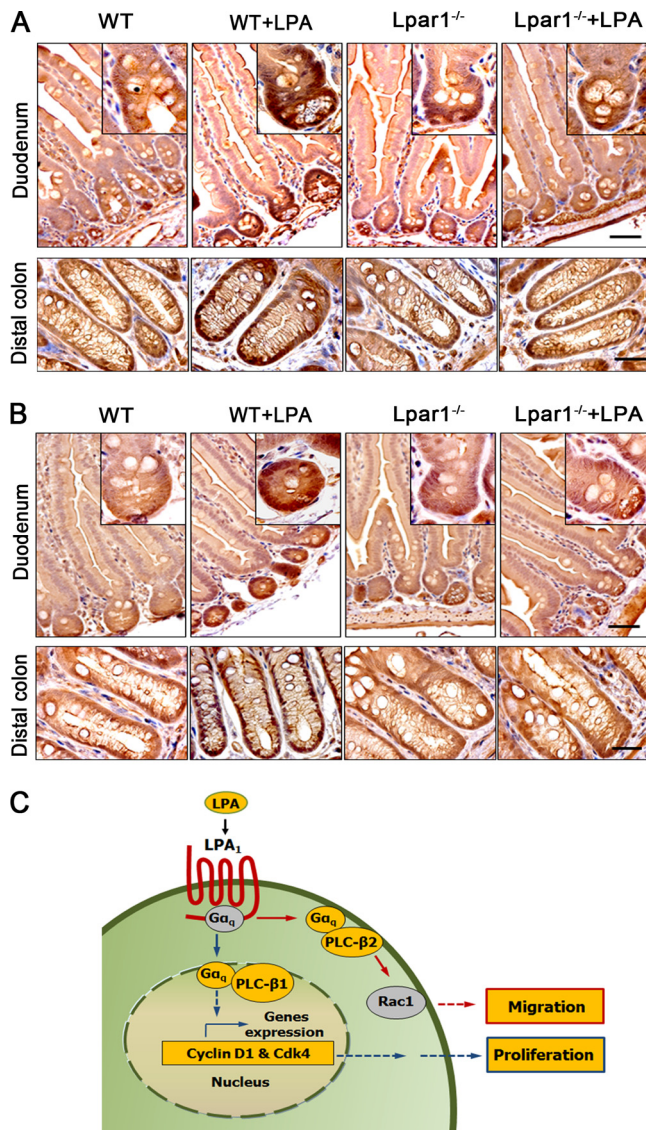 A
WT
WT+LPA
Lpar1-/-
Lpar1-/-+LPA
Duodenum
Distal colon
B
WT
WT+LPA
Lpar1-/-
Lpar1-/-+LPA
Duodenum
Distal colon
C
LPA
LPA1
Gαq
Gαq
PLC-β2
Gαq
PLC-β1
Rac1
Migration
Genes
expression
Cyclin D1 & Cdk4
Proliferation
Nucleus